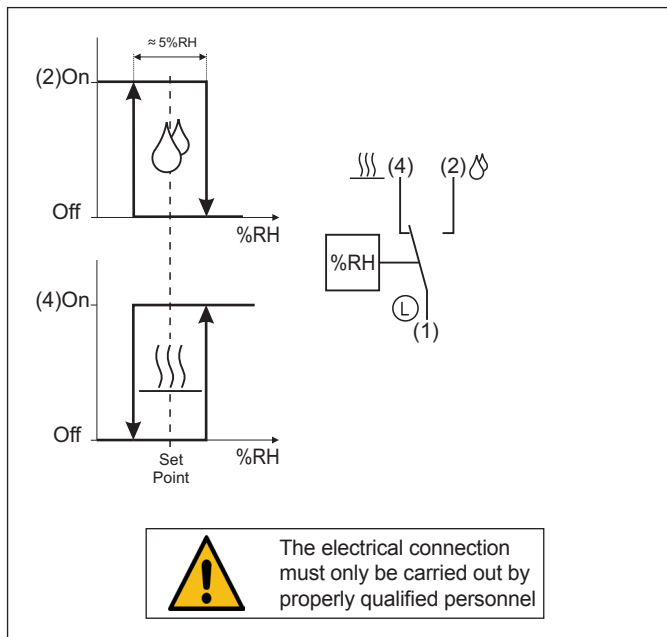 ≈ 5%RH
(2)On
Off
%RH
(4)On
Off
Set
Point
%RH
(4) (2)
%RH
L
(1)
The electrical connection
must only be carried out by
properly qualified personnel